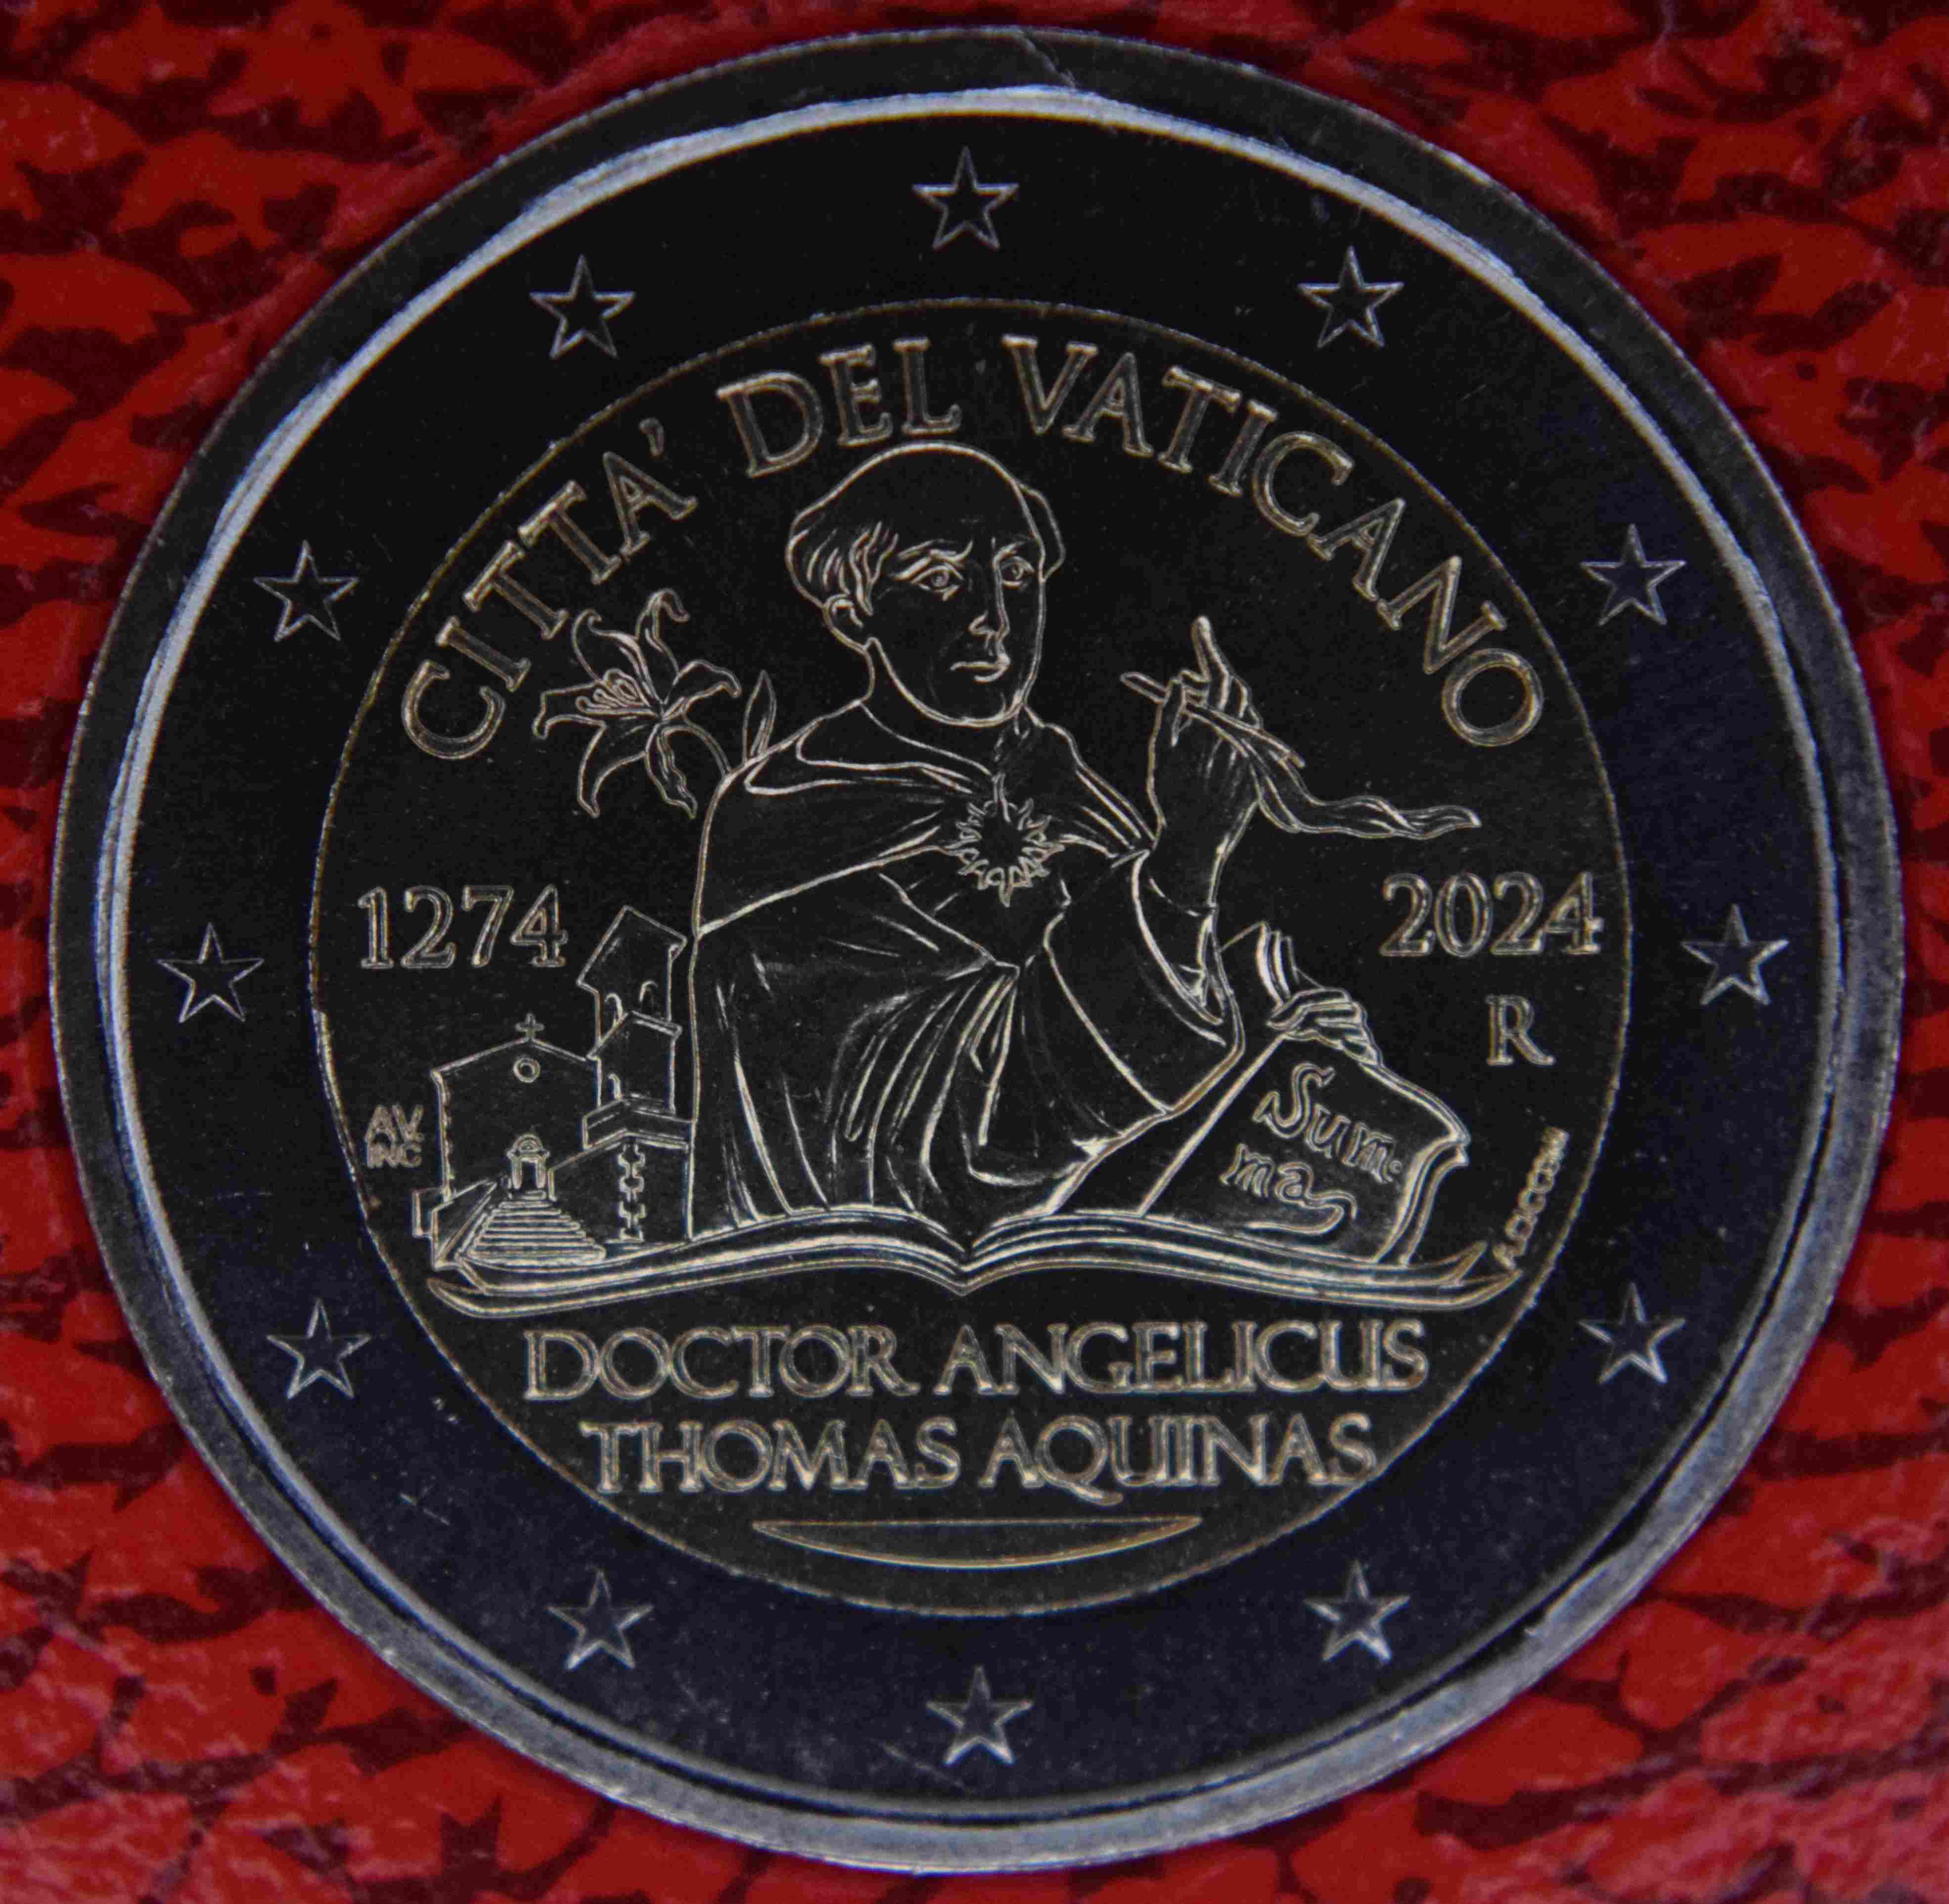 CITTA' DEL VATICANO
1274
2024
R
AV.
INC
Sum-
ma
DOCTOR ANGELICUS
THOMAS AQUINAS